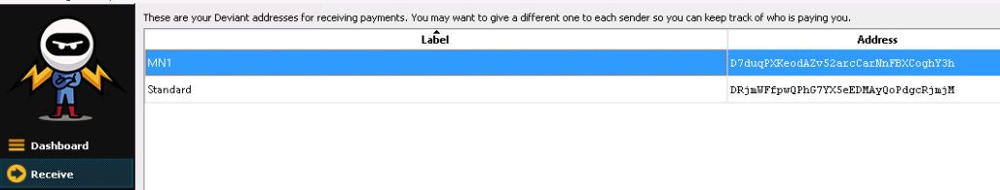 These are your Deviant addresses for receiving payments. You may want to give a different one to each sender so you can keep track of who is paying you.
Label Address
MN1 D7duqPXKeodAZv52arcCarNnFBXCoghY3h
Standard DRjmWFfpwQPhG7YX5eEDMAyQoPdgcRjmjM
Dashboard
Receive